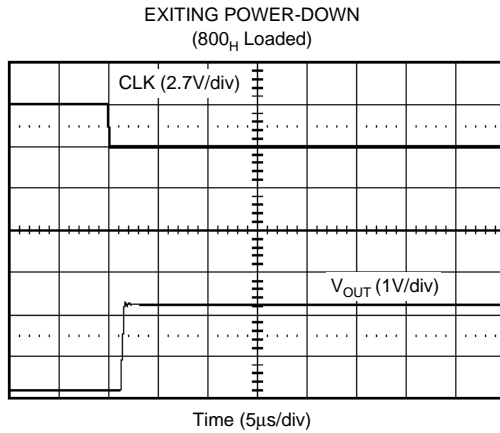 EXITING POWER-DOWN
(800H Loaded)
CLK (2.7V/div)
VOUT (1V/div)
Time (5µs/div)